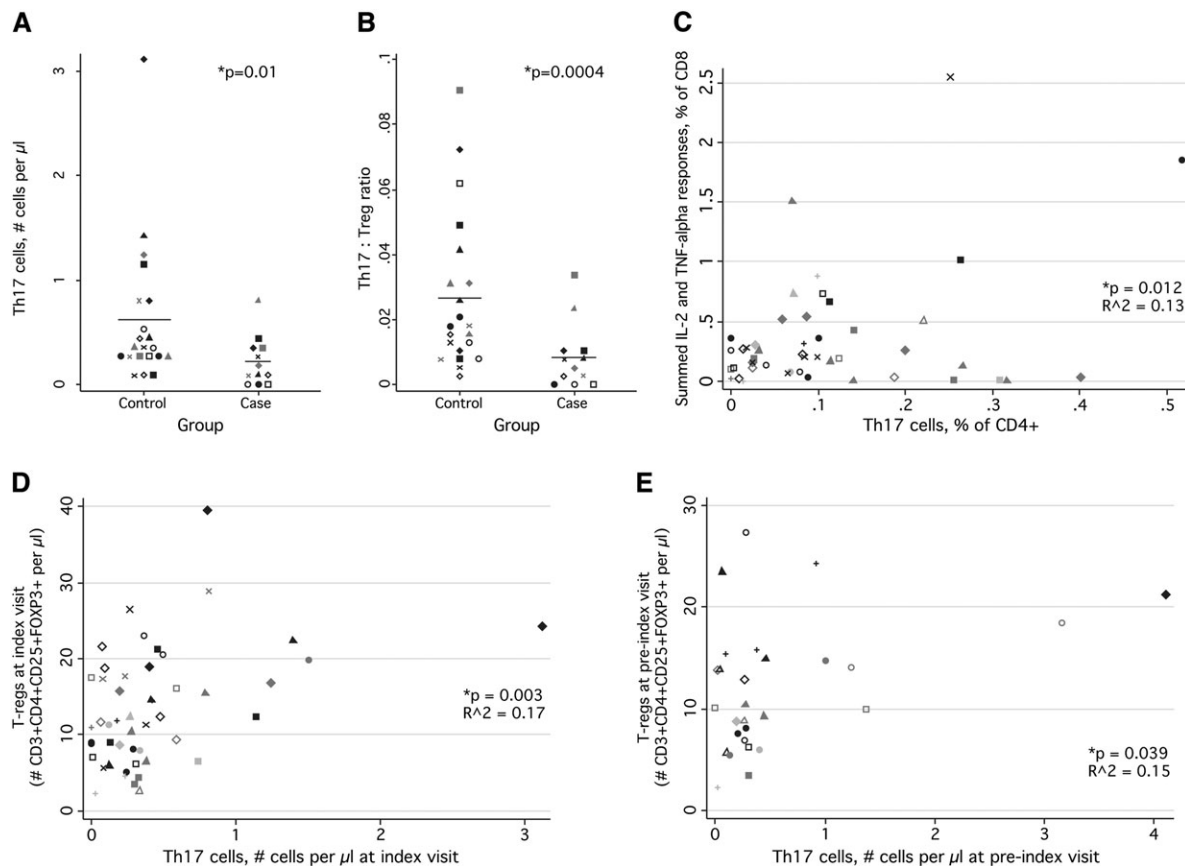 A
Th17 cells, # cells per µl
3
2
1
0
*p=0.01
Control
Case
Group
B
Th17 : Treg ratio
.1
.08
.06
.04
.02
0
*p=0.0004
Control
Case
Group
C
Summed IL-2 and TNF-alpha responses, % of CD8
2.5
2
1.5
1
.5
0
*p = 0.012
R^2 = 0.13
0
.1
.2
.3
.4
.5
Th17 cells, % of CD4+
D
T-regs at index visit
(# CD3+CD4+CD25+FOXP3+ per µl)
40
30
20
10
0
*p = 0.003
R^2 = 0.17
0
1
2
3
Th17 cells, # cells per µl at index visit
E
T-regs at pre-index visit
(# CD3+CD4+CD25+FOXP3+ per µl)
30
20
10
0
*p = 0.039
R^2 = 0.15
0
1
2
3
4
Th17 cells, # cells per µl at pre-index visit